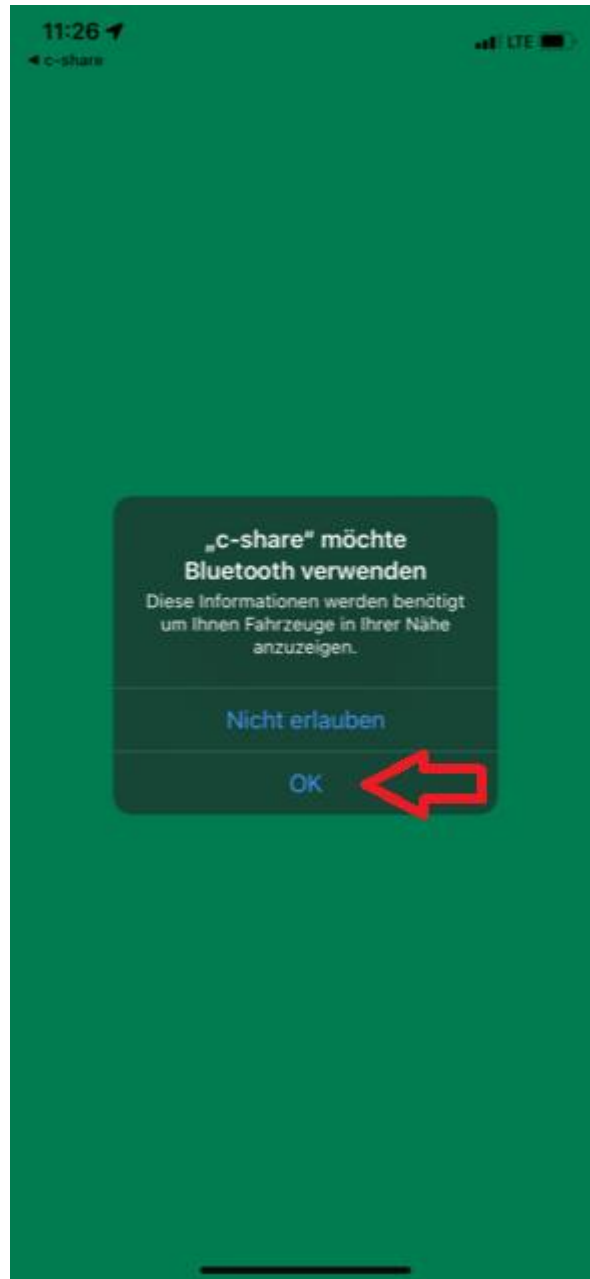 11:26
◀ c-share
LTE
„c-share“ möchte
Bluetooth verwenden
Diese Informationen werden benötigt
um Ihnen Fahrzeuge in Ihrer Nähe
anzuzeigen.
Nicht erlauben
OK